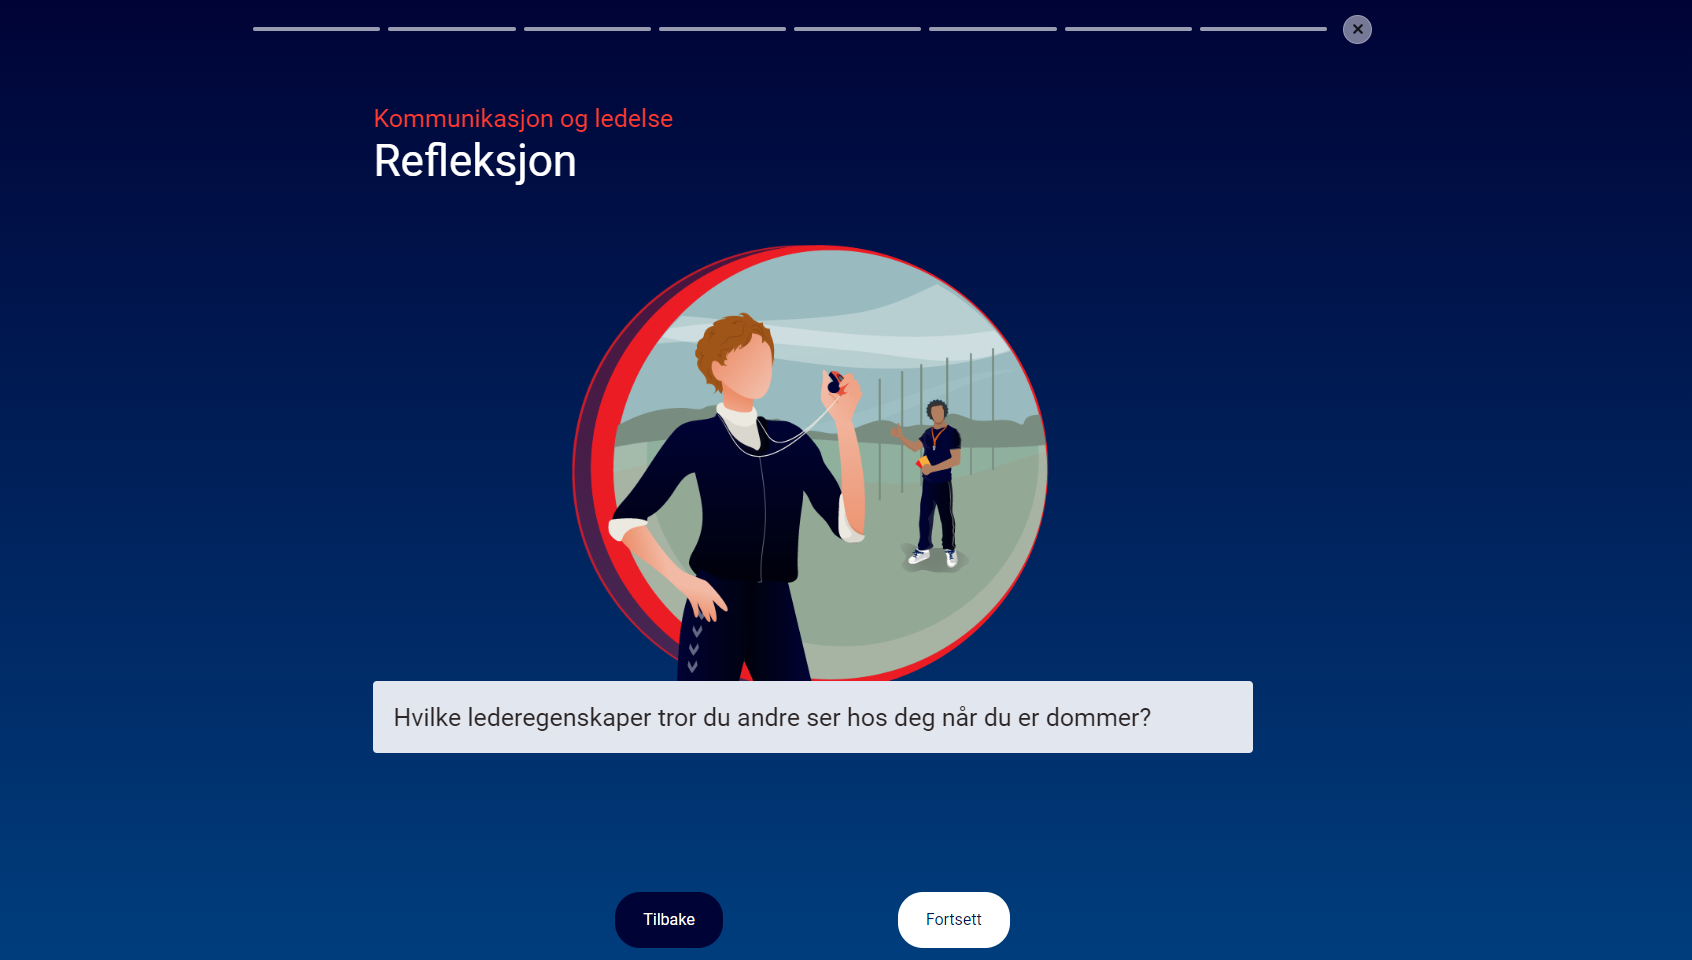 Kommunikasjon og ledelse
Refleksjon
Hvilke lederegenskaper tror du andre ser hos deg når du er dommer?
Tilbake
Fortsett